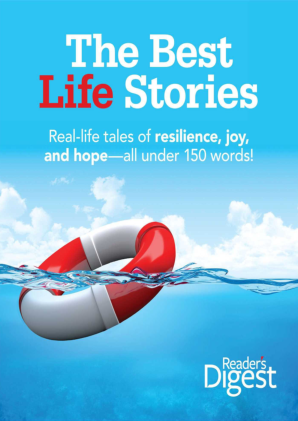 The Best
Life Stories
Real-life tales of resilience, joy,
and hope—all under 150 words!
Reader's
Digest